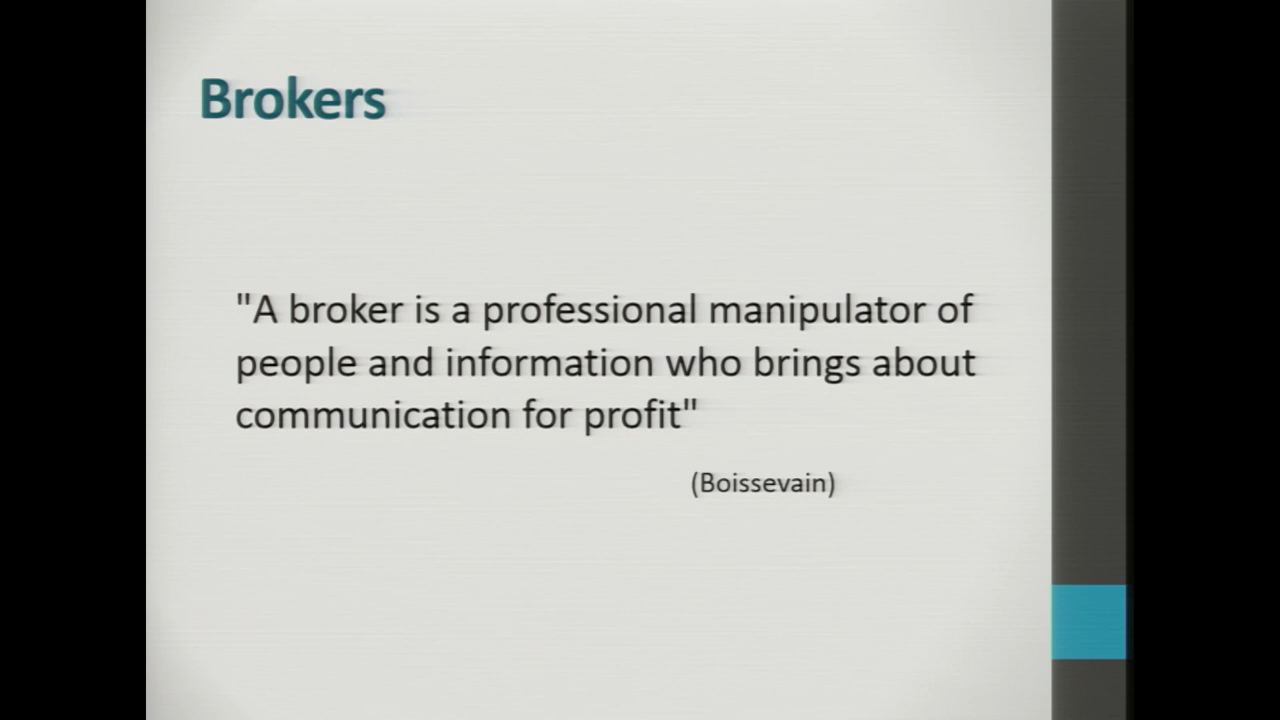 Brokers
"A broker is a professional manipulator of
people and information who brings about
communication for profit"
(Boissevain)